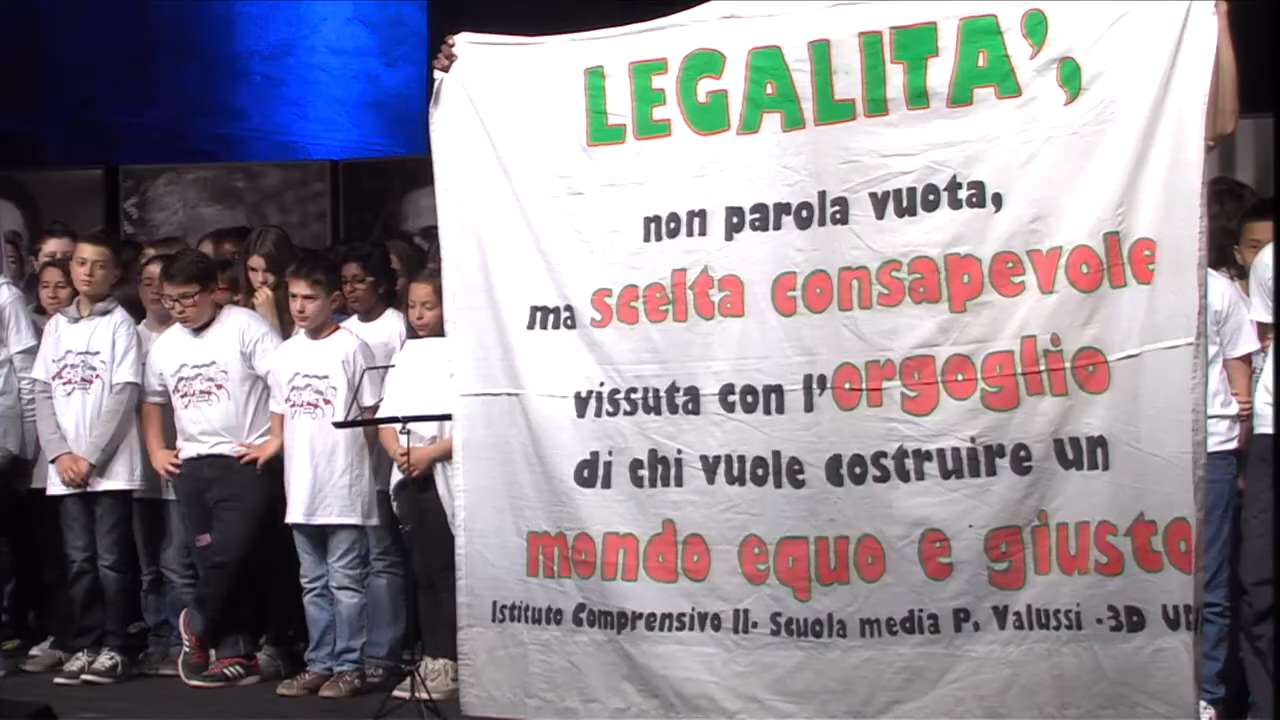 LEGALITA',
non parola vuota,
ma scelta consapevole
vissuta con l'orgoglio
di chi vuole costruire un
mondo equo e giusto
Istituto Comprensivo II- Scuola media P. Valussi -3D